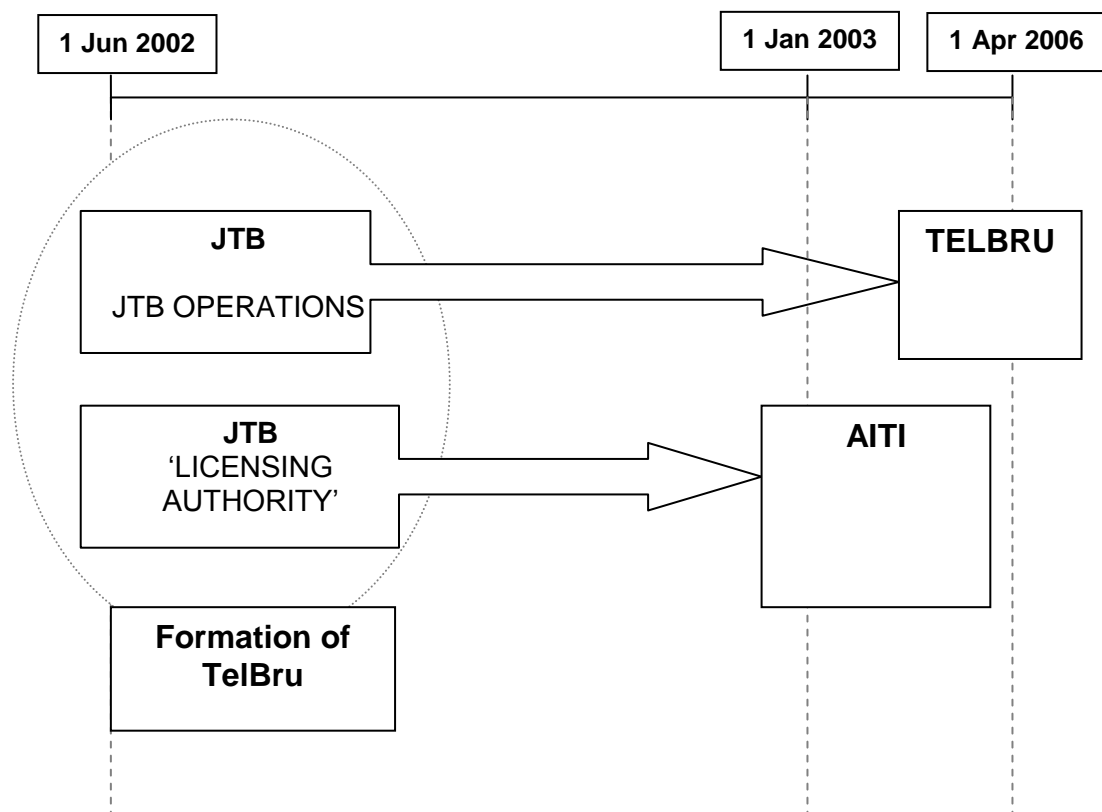 1 Jun 2002
1 Jan 2003
1 Apr 2006
JTB
JTB OPERATIONS
TELBRU
JTB
‘LICENSING
AUTHORITY’
AITI
Formation of
TelBru